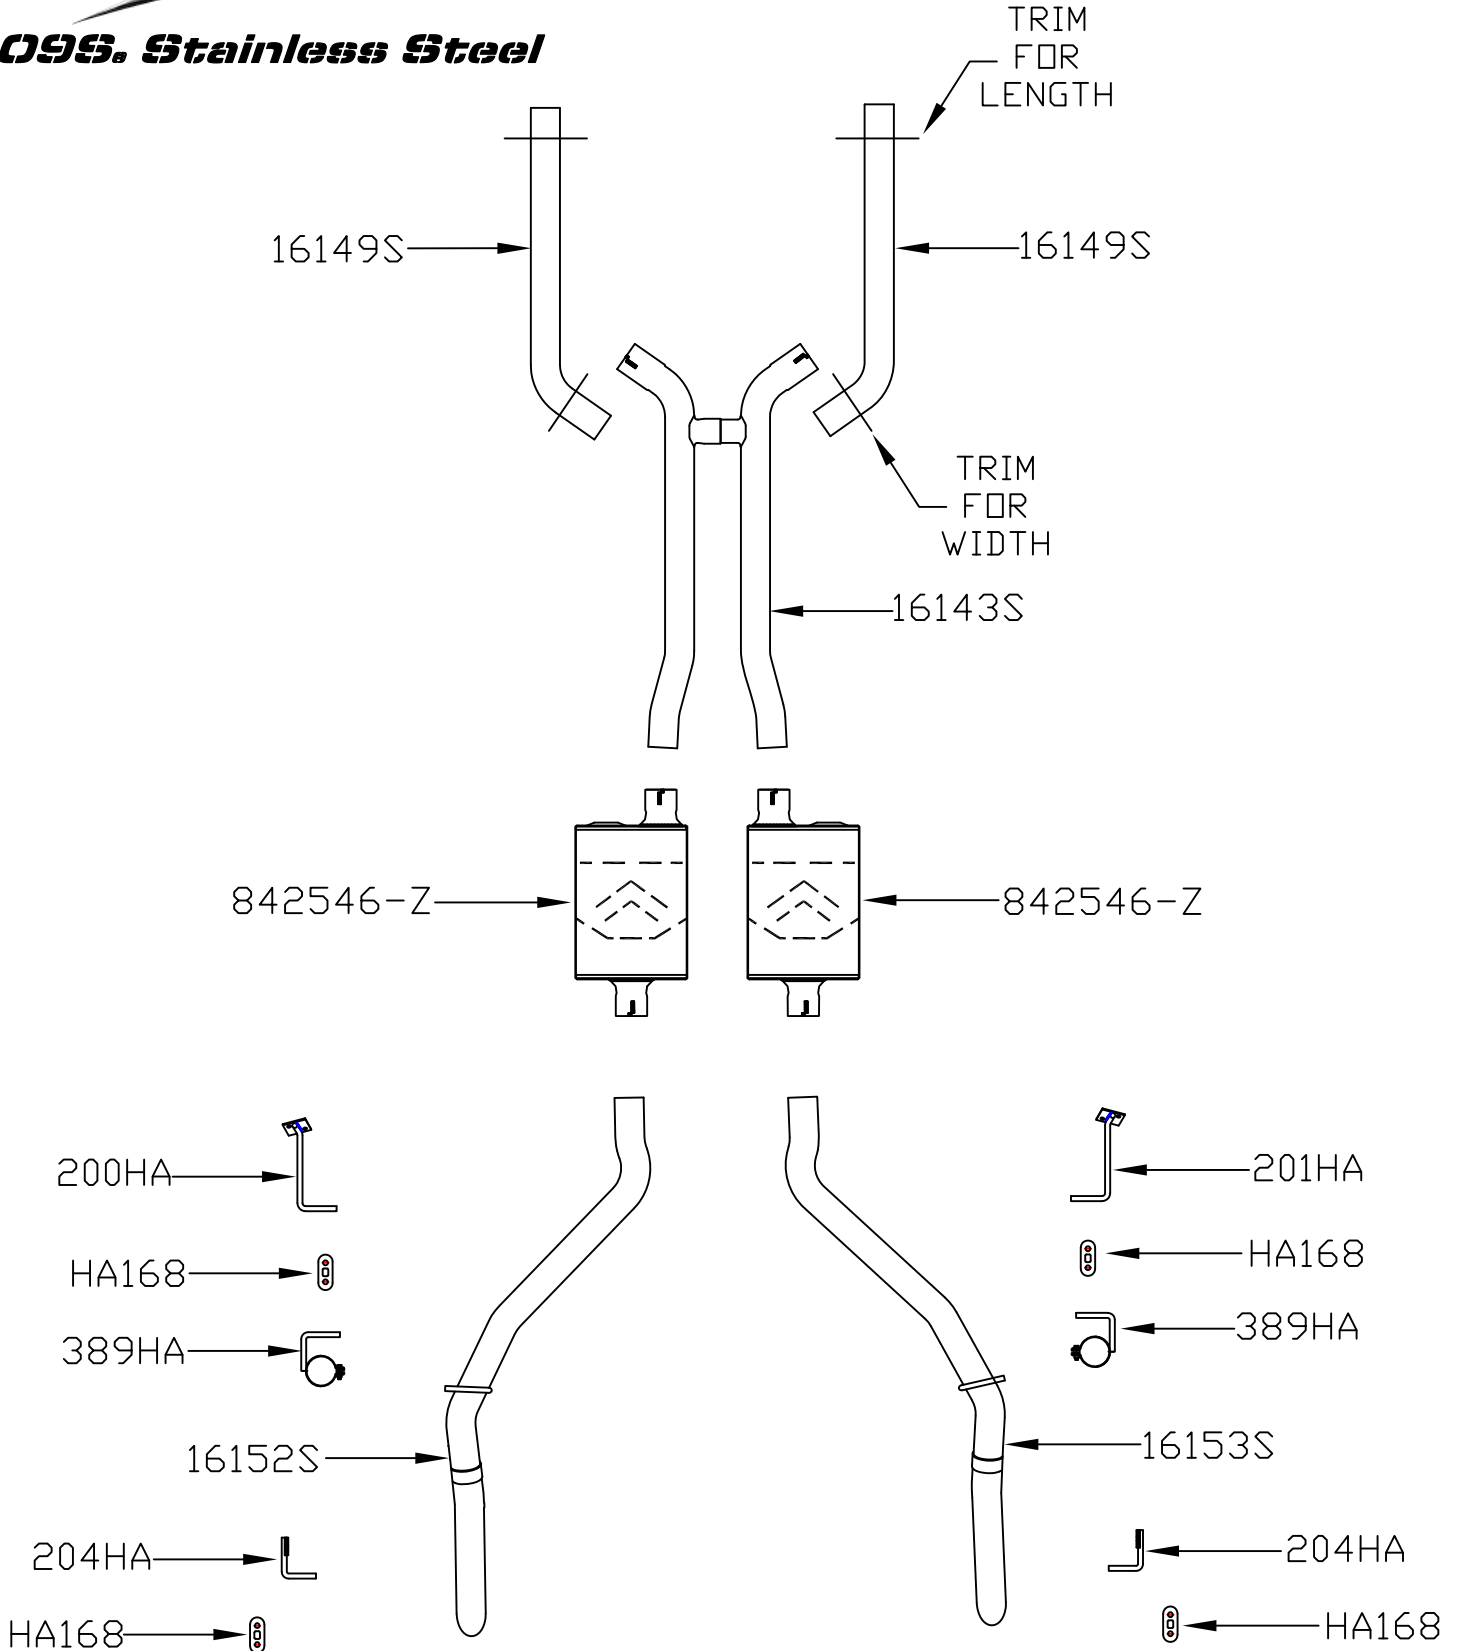 09S® Stainless Steel
TRIM
FOR
LENGTH
16149S
16149S
TRIM
FOR
WIDTH
16143S
842546-Z
842546-Z
200HA
201HA
HA168
HA168
389HA
389HA
16152S
16153S
204HA
204HA
HA168
HA168